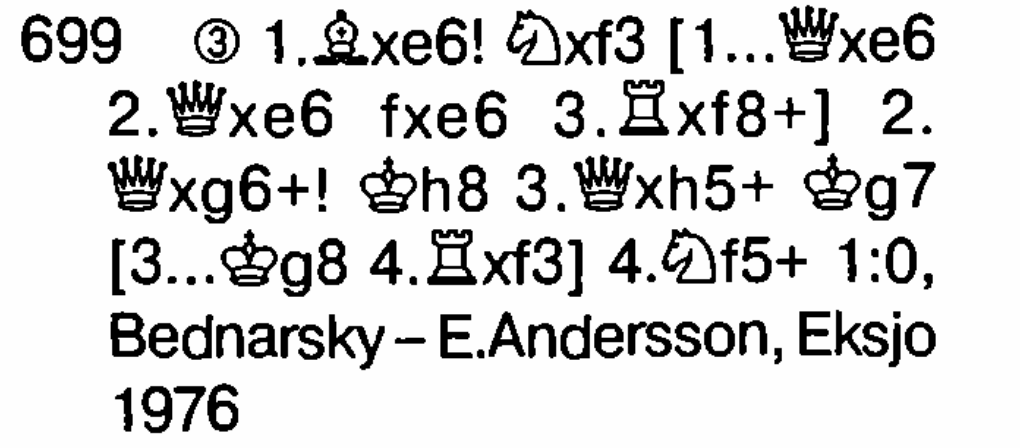 699 ③ 1.♗xe6! ♘xf3 [1...♕xe6
2.♕xe6 fxe6 3.♖xf8+] 2.
♕xg6+! ♔h8 3.♕xh5+ ♔g7
[3...♔g8 4.♖xf3] 4.♘f5+ 1:0,
Bednarsky – E.Andersson, Eksjo
1976